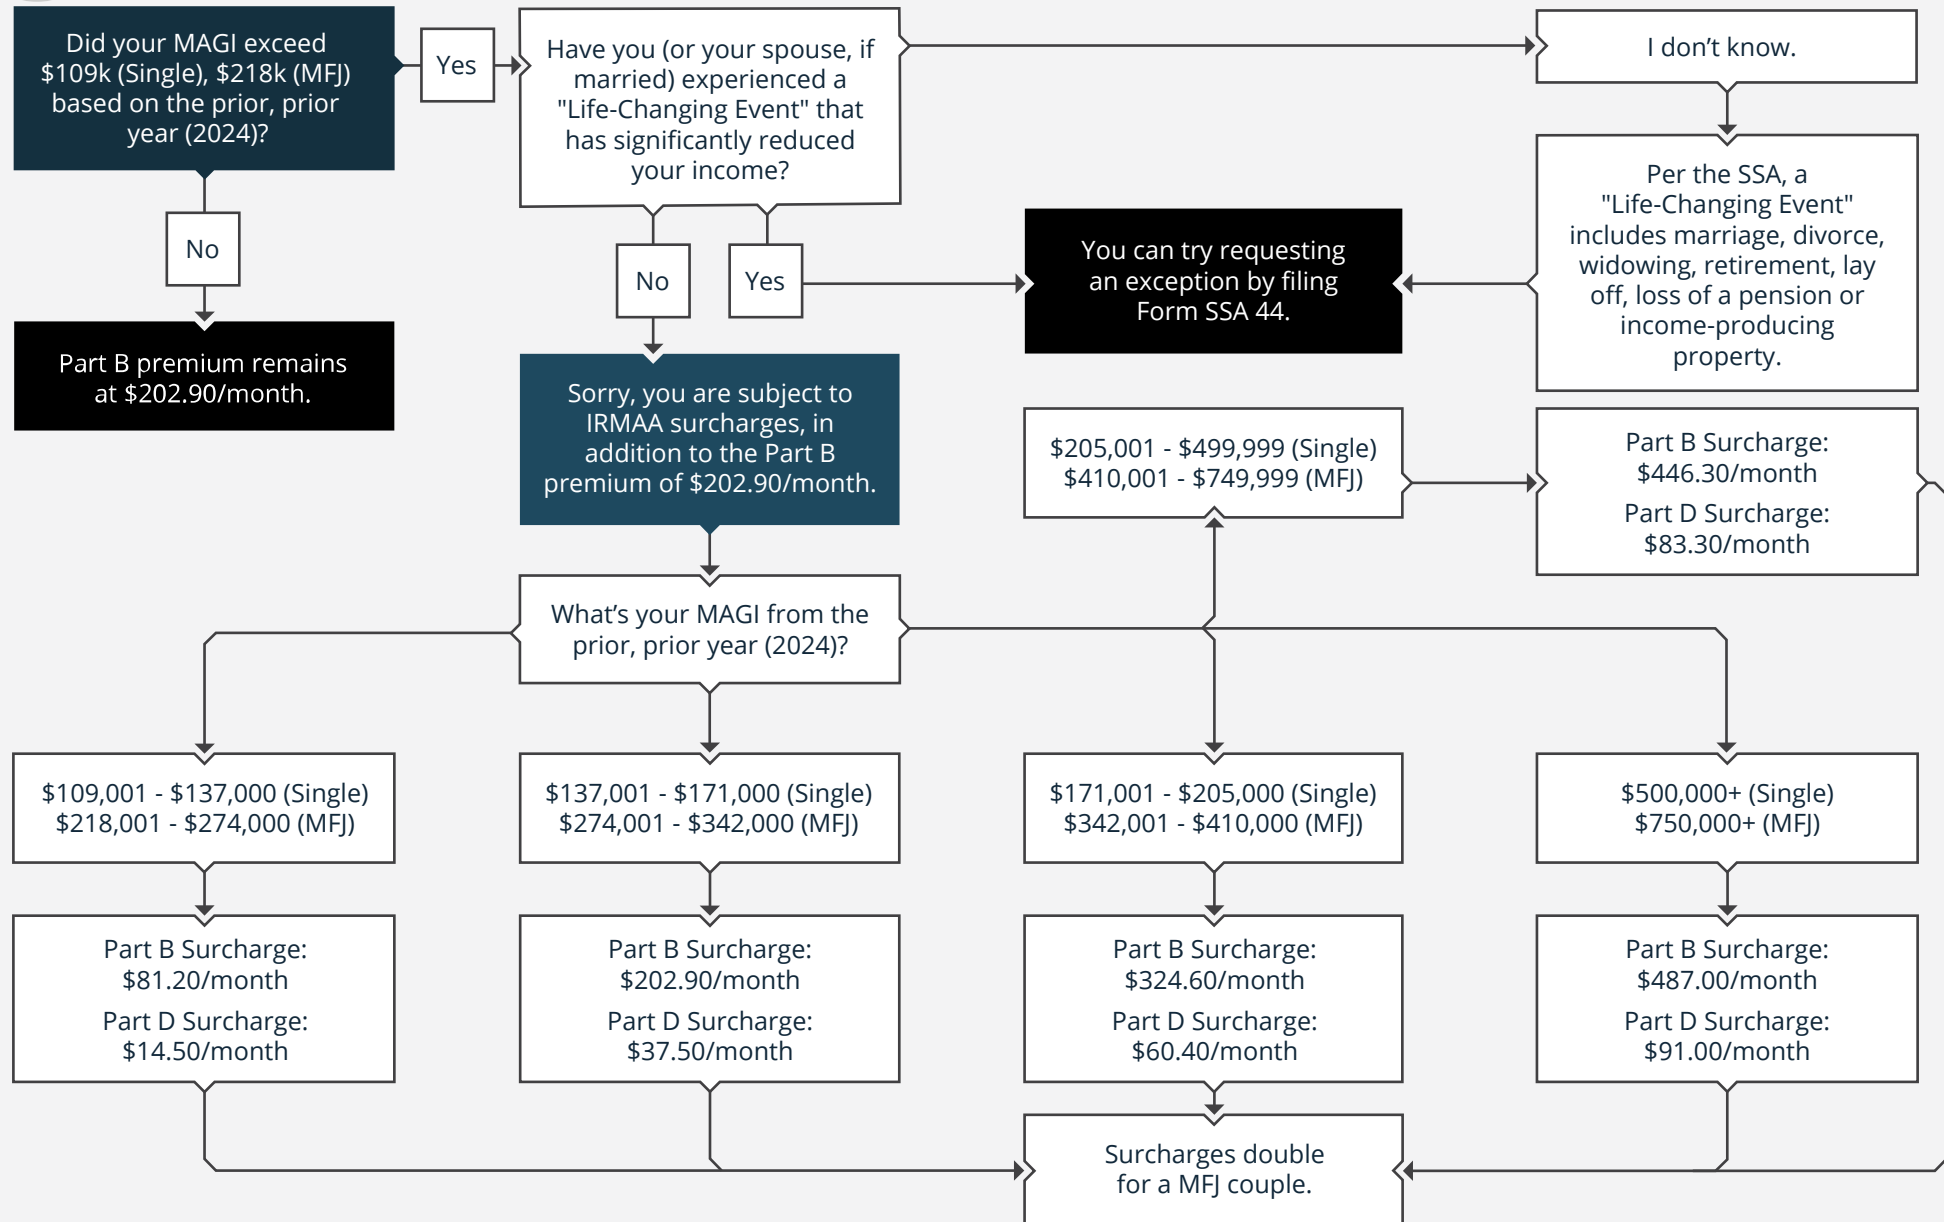 Did your MAGI exceed
$109k (Single), $218k (MFJ)
based on the prior, prior
year (2024)?
Yes
Have you (or your spouse, if
married) experienced a
"Life-Changing Event" that
has significantly reduced
your income?
I don’t know.
Per the SSA, a
"Life-Changing Event"
includes marriage, divorce,
widowing, retirement, lay
off, loss of a pension or
income-producing
property.
No
No
Yes
You can try requesting
an exception by filing
Form SSA 44.
Part B premium remains
at $202.90/month.
Sorry, you are subject to
IRMAA surcharges, in
addition to the Part B
premium of $202.90/month.
$205,001 - $499,999 (Single)
$410,001 - $749,999 (MFJ)
Part B Surcharge:
$446.30/month
Part D Surcharge:
$83.30/month
What’s your MAGI from the
prior, prior year (2024)?
$109,001 - $137,000 (Single)
$218,001 - $274,000 (MFJ)
$137,001 - $171,000 (Single)
$274,001 - $342,000 (MFJ)
$171,001 - $205,000 (Single)
$342,001 - $410,000 (MFJ)
$500,000+ (Single)
$750,000+ (MFJ)
Part B Surcharge:
$81.20/month
Part D Surcharge:
$14.50/month
Part B Surcharge:
$202.90/month
Part D Surcharge:
$37.50/month
Part B Surcharge:
$324.60/month
Part D Surcharge:
$60.40/month
Part B Surcharge:
$487.00/month
Part D Surcharge:
$91.00/month
Surcharges double
for a MFJ couple.